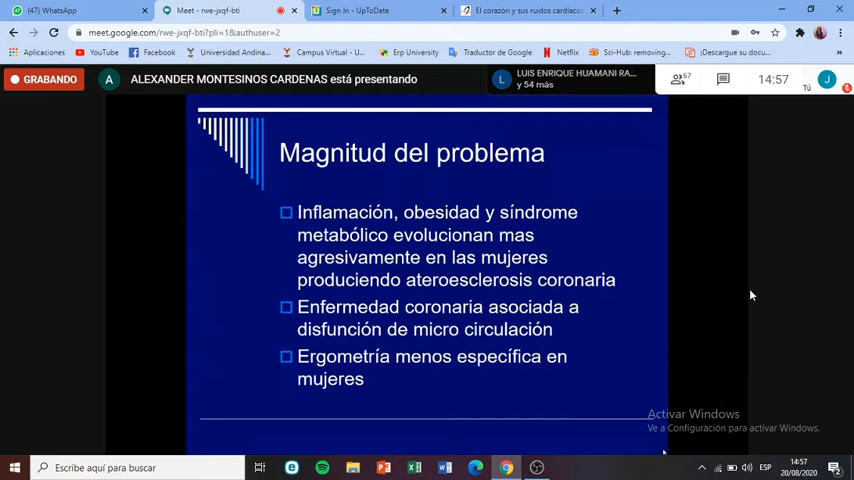 (47) WhatsApp
Meet - rwe-jxqf-bti
Sign In - UpToDate
El corazón y sus ruidos cardíacos
meet.google.com/rwe-jxqf-bti?pli=1&authuser=2
Aplicaciones
YouTube
Facebook
Universidad Andina...
Campus Virtual - U...
Erp University
Traductor de Google
Netflix
Sci-Hub: removing...
¡Descargue su docu...
GRABANDO
A
ALEXANDER MONTESINOS CARDENAS está presentando
L
LUIS ENRIQUE HUAMANI RA...
y 54 más
57
14:57
Tú
J
Magnitud del problema
Inflamación, obesidad y síndrome
metabólico evolucionan mas
agresivamente en las mujeres
produciendo ateroesclerosis coronaria
Enfermedad coronaria asociada a
disfunción de micro circulación
Ergometría menos específica en
mujeres
Activar Windows
Ve a Configuración para activar Windows.
Escribe aquí para buscar
ESP
14:57
20/08/2020
2